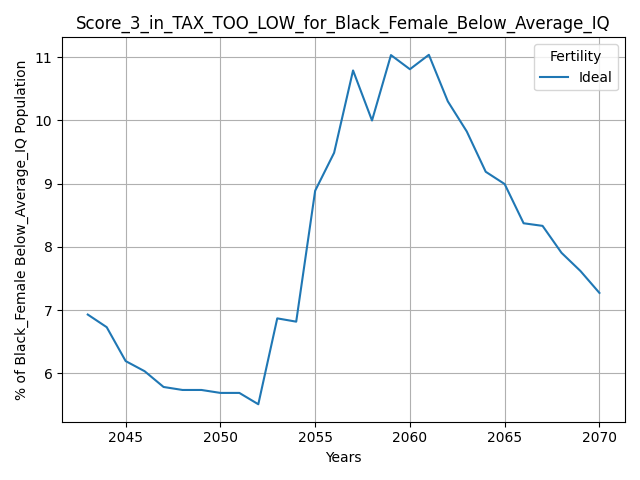 Score_3_in_TAX_TOO_LOW_for_Black_Female_Below_Average_IQ
% of Black_Female Below_Average_IQ Population
11
10
9
8
7
6
Fertility
Ideal
2045 2050 2055 2060 2065 2070
Years